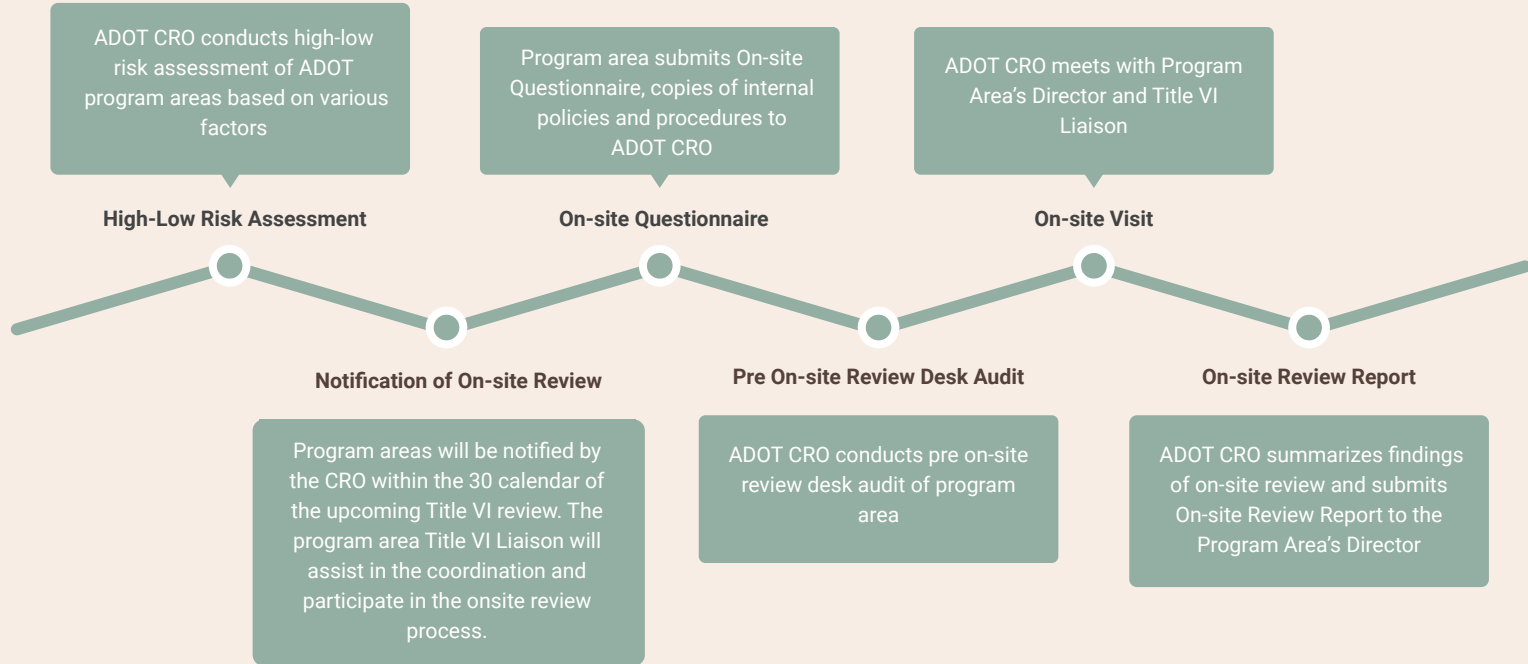 ADOT CRO conducts high-low
risk assessment of ADOT
program areas based on various
factors
High-Low Risk Assessment
Notification of On-site Review
Program areas will be notified by
the CRO within the 30 calendar of
the upcoming Title VI review. The
program area Title VI Liaison will
assist in the coordination and
participate in the onsite review
process.
Program area submits On-site
Questionnaire, copies of internal
policies and procedures to
ADOT CRO
On-site Questionnaire
Pre On-site Review Desk Audit
ADOT CRO conducts pre on-site
review desk audit of program
area
ADOT CRO meets with Program
Area’s Director and Title VI
Liaison
On-site Visit
On-site Review Report
ADOT CRO summarizes findings
of on-site review and submits
On-site Review Report to the
Program Area’s Director